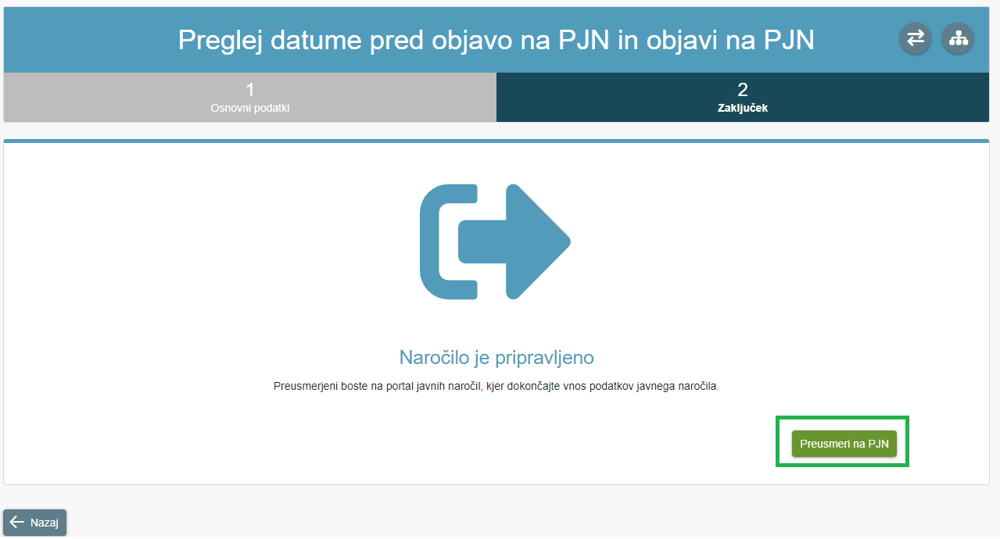 Preglej datume pred objavo na PJN in objavi na PJN
1
Osnovni podatki
2
Zaključek
Naročilo je pripravljeno
Preusmerjeni boste na portal javnih naročil, kjer dokončajte vnos podatkov javnega naročila.
Preusmeri na PJN
Nazaj